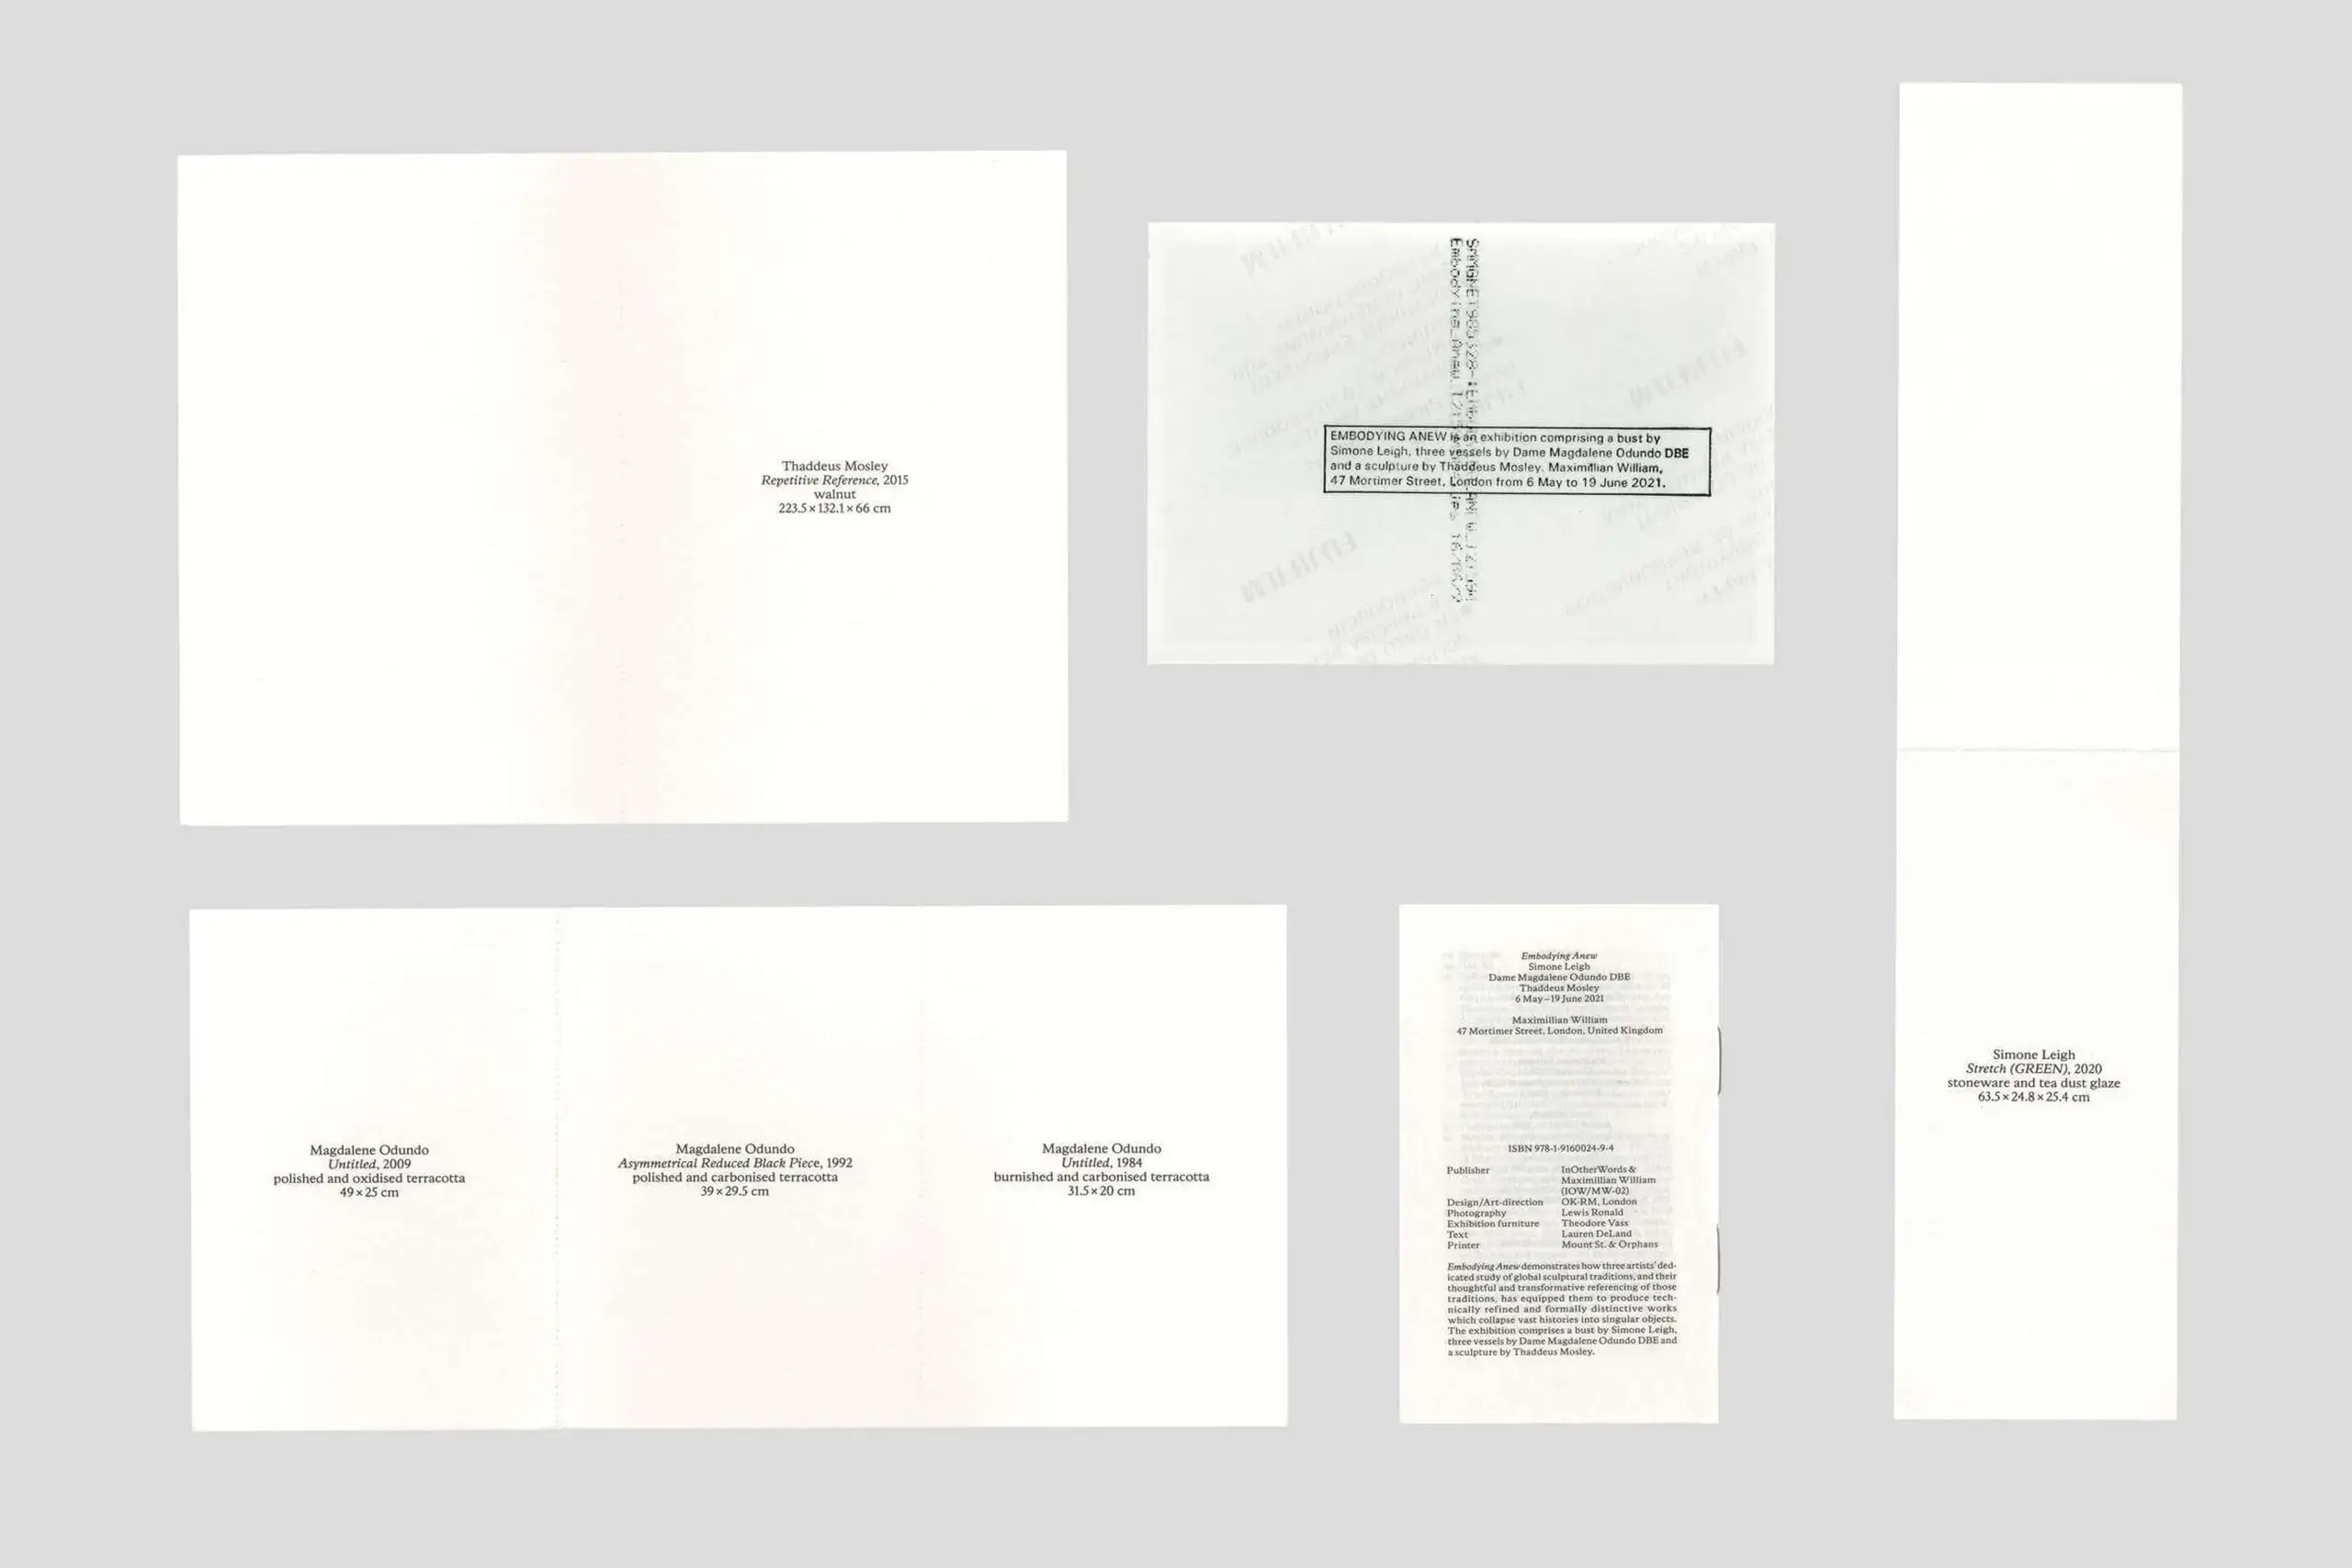 Thaddeus Mosley
Repetitive Reference, 2015
walnut
223.5 × 132.1 × 66 cm
EMBODYING ANEW is an exhibition comprising a bust by
Simone Leigh, three vessels by Dame Magdalene Odundo DBE
and a sculpture by Thaddeus Mosley. Maximillian William,
47 Mortimer Street, London from 6 May to 19 June 2021.
FUJIFILM
Magdalene Odundo
Untitled, 2009
polished and oxidised terracotta
49 × 25 cm
Magdalene Odundo
Asymmetrical Reduced Black Piece, 1992
polished and carbonised terracotta
39 × 29.5 cm
Magdalene Odundo
Untitled, 1984
burnished and carbonised terracotta
31.5 × 20 cm
Embodying Anew
Simone Leigh
Dame Magdalene Odundo DBE
Thaddeus Mosley
6 May – 19 June 2021
Maximillian William
47 Mortimer Street, London, United Kingdom
ISBN 978-1-9160024-9-4
Publisher InOtherWords &
Maximillian William
(IOW/MW-02)
Design/Art-direction OK-RM, London
Photography Lewis Ronald
Exhibition furniture Theodore Vass
Text Lauren DeLand
Printer Mount St. & Orphans
Embodying Anew demonstrates how three artists' ded-
icated study of global sculptural traditions, and their
thoughtful and transformative referencing of those
traditions, has equipped them to produce tech-
nically refined and formally distinctive works
which collapse vast histories into singular objects.
The exhibition comprises a bust by Simone Leigh,
three vessels by Dame Magdalene Odundo DBE and
a sculpture by Thaddeus Mosley.
Simone Leigh
Stretch (GREEN), 2020
stoneware and tea dust glaze
63.5 × 24.8 × 25.4 cm